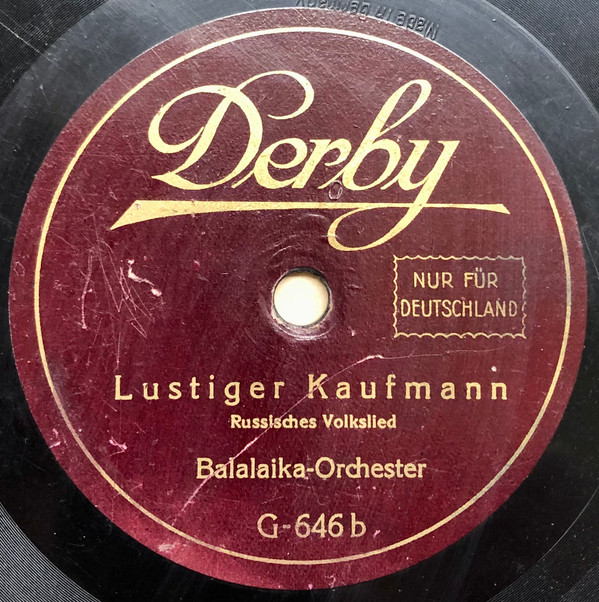 Made in Germany
Derby
NUR FÜR
DEUTSCHLAND
Lustiger Kaufmann
Russisches Volkslied
Balalaika-Orchester
G-646 b